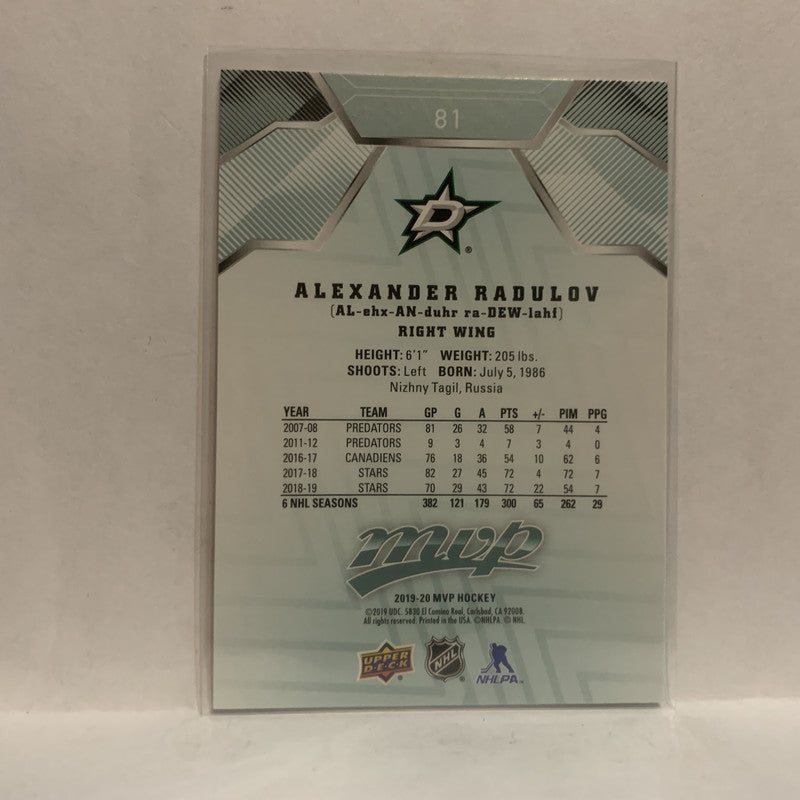 81
D
®
ALEXANDER RADULOV
(AL-ehx-AN-duhr ra-DEW-lahf)
RIGHT WING
HEIGHT: 6'1" WEIGHT: 205 lbs.
SHOOTS: Left BORN: July 5, 1986
Nizhny Tagil, Russia
YEAR TEAM GP G A PTS +/- PIM PPG
2007-08 PREDATORS 81 26 32 58 7 44 4
2011-12 PREDATORS 9 3 4 7 3 4 0
2016-17 CANADIENS 76 18 36 54 10 62 6
2017-18 STARS 82 27 45 72 4 72 7
2018-19 STARS 70 29 43 72 22 54 7
6 NHL SEASONS 382 121 179 300 65 262 29
mvp
2019-20 MVP HOCKEY
©2019 UDC. 5830 El Camino Real, Carlsbad, CA 92008.
All rights reserved. Printed in the USA. ©NHLPA. © NHL.
UPPER DECK NHL ® NHLPA™